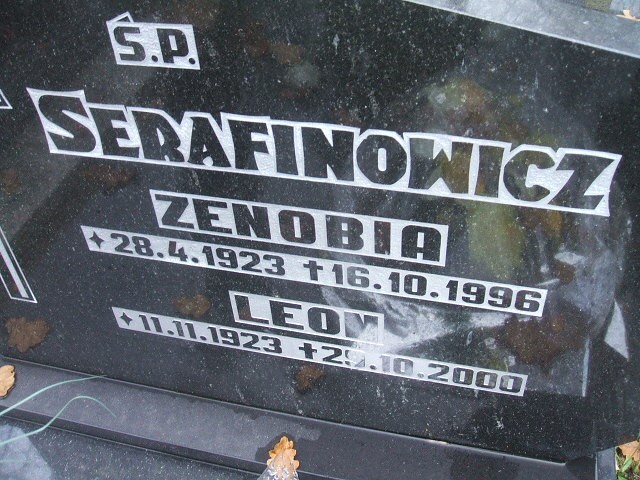 Ś.P.
SERAFINOWICZ
ZENOBIA
✦28.4.1923 ✝16.10.1996
LEON
✦11.11.1923 ✝29.10.2000